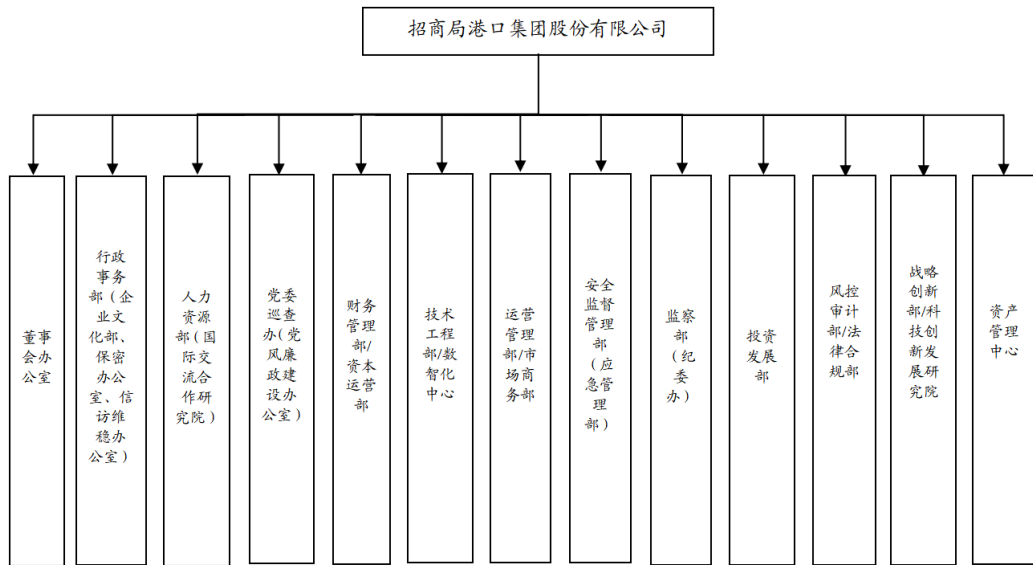 招商局港口集团股份有限公司
董事
会办
公室
行政
事务
部（企
业文
化部、
保密
办公
室、信
访维
稳办
公室）
人力
资源
部（国
际交
流合
作研
究院）
党委
巡查
办（党
风廉
政建
设办
公室）
财务
管理
部/
资本
运营
部
技术
工程
部/数
智化
中心
运营
管理
部/市
场商
务部
安全
监督
管理
部（应
急管
理
部）
监察
部
（纪
委
办）
投资
发展
部
风控
审计
部/法
律合
规部
战略
创新
部/科
技创
新发
展研
究院
资产
管理
中心